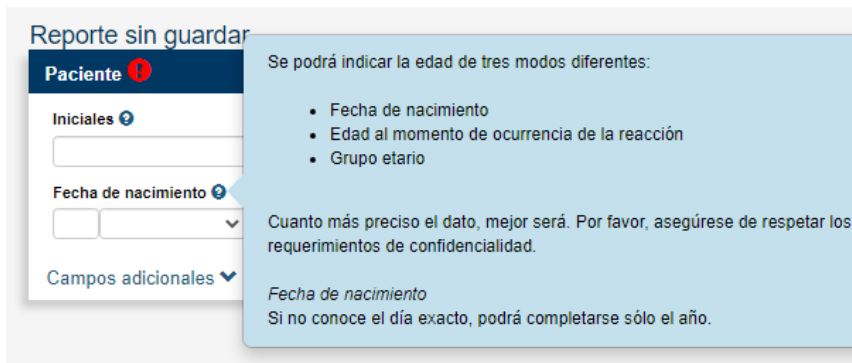 Reporte sin guardar
Paciente
Iniciales
Fecha de nacimiento
Campos adicionales
Se podrá indicar la edad de tres modos diferentes:
• Fecha de nacimiento
• Edad al momento de ocurrencia de la reacción
• Grupo etario
Cuanto más preciso el dato, mejor será. Por favor, asegúrese de respetar los
requerimientos de confidencialidad.
Fecha de nacimiento
Si no conoce el día exacto, podrá completarse sólo el año.